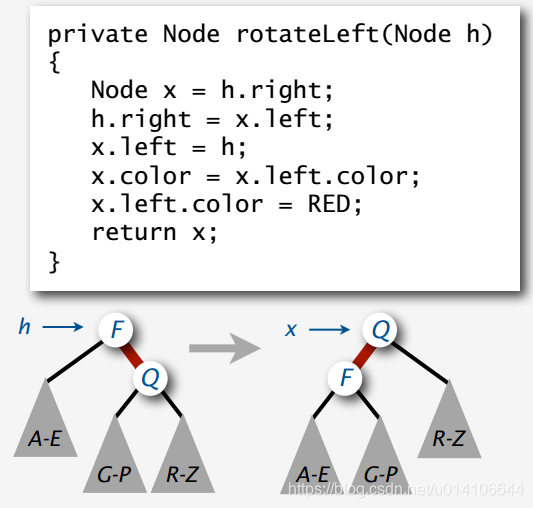 private Node rotateLeft(Node h)
{
   Node x = h.right;
   h.right = x.left;
   x.left = h;
   x.color = x.left.color;
   x.left.color = RED;
   return x;
}
h F x Q
Q F
A-E R-Z
G-P R-Z A-E G-P
https://blog.csdn.net/u014106644